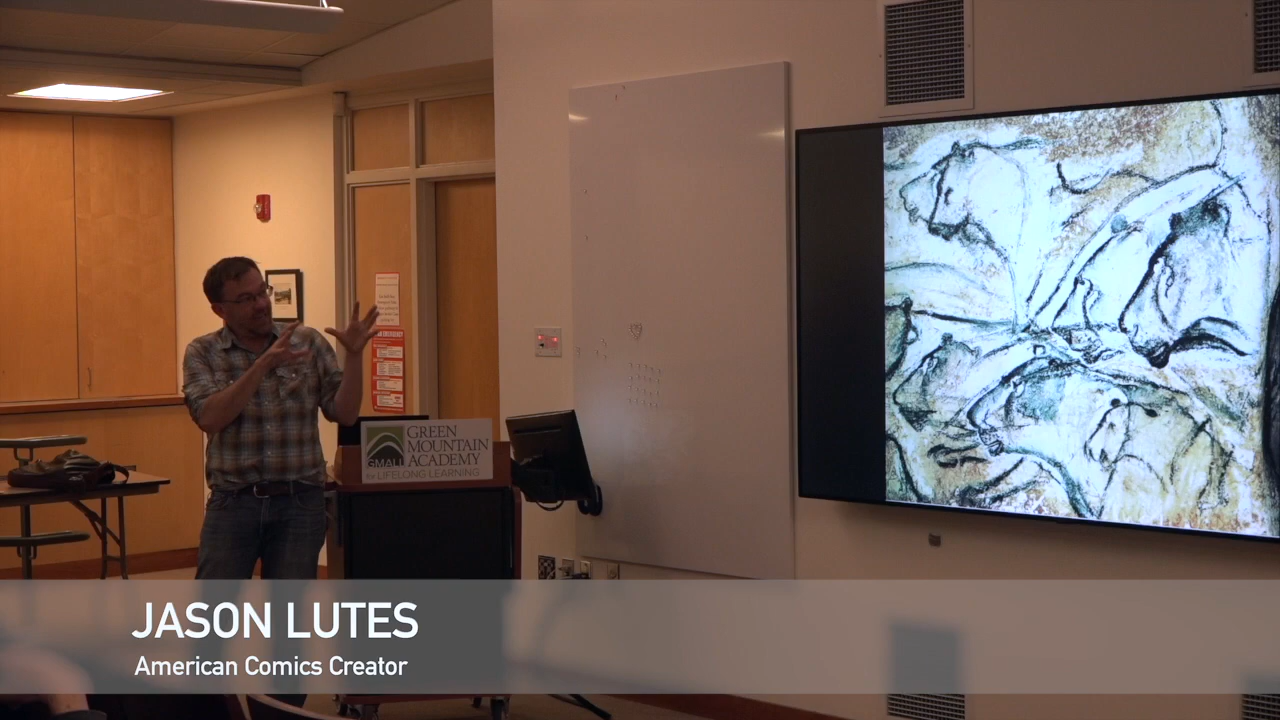 GREEN
MOUNTAIN
GMALL ACADEMY
for LIFELONG LEARNING
JASON LUTES
American Comics Creator